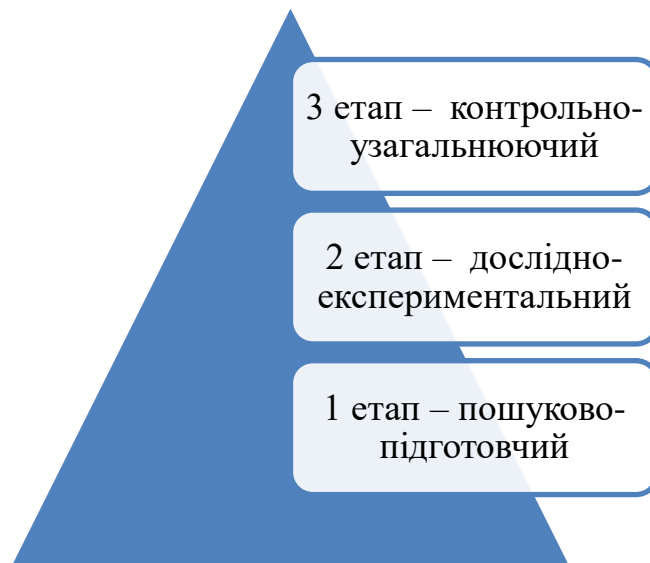 3 етап – контрольно-
узагальнюючий
2 етап – дослідно-
експериментальний
1 етап – пошуково-
підготовчий